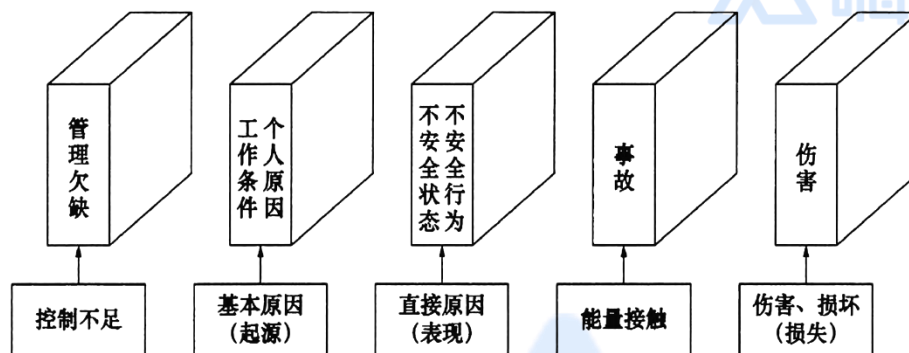 管理欠缺
个人原因
工作条件
不安全行为
不安全状态
事故
伤害
控制不足
基本原因
(起源)
直接原因
(表现)
能量接触
伤害、损坏
(损失)